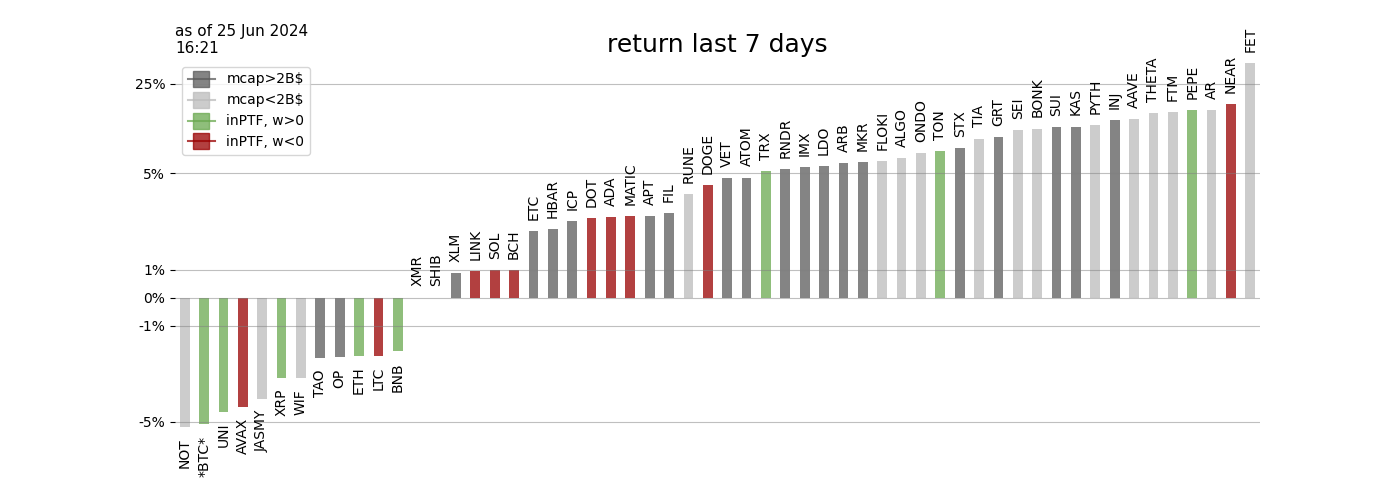 as of 25 Jun 2024
16:21
return last 7 days
mcap>2B$
mcap<2B$
inPTF, w>0
inPTF, w<0
25%
5%
1%
0%
-1%
-5%
NOT
*BTC*
UNI
AVAX
JASMY
XRP
WIF
TAO
OP
ETH
LTC
BNB
XMR
SHIB
XLM
LINK
SOL
BCH
ETC
HBAR
ICP
DOT
ADA
MATIC
APT
FIL
RUNE
DOGE
VET
ATOM
TRX
RNDR
IMX
LDO
ARB
MKR
FLOKI
ALGO
ONDO
TON
STX
TIA
GRT
SEI
BONK
SUI
KAS
PYTH
INJ
AAVE
THETA
FTM
PEPE
AR
NEAR
FET